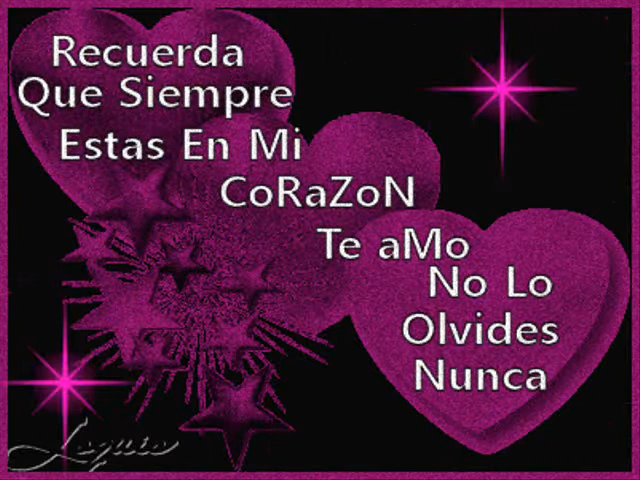 Recuerda
Que Siempre
Estas En Mi
CoRaZoN
Te aMo
No Lo
Olvides
Nunca